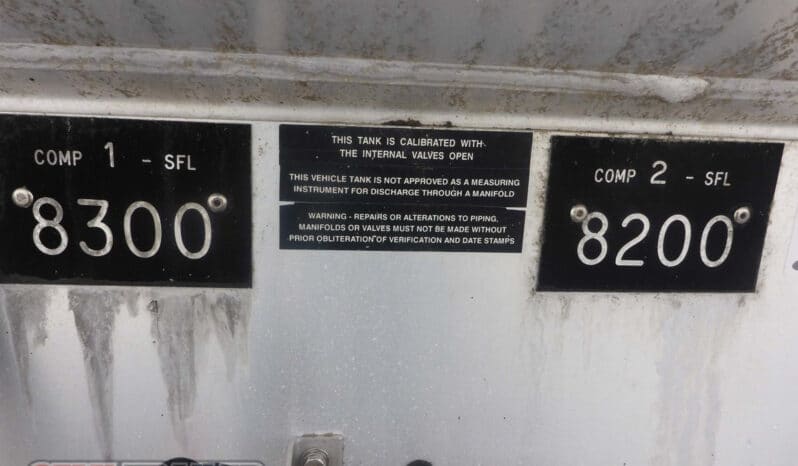 COMP 1 - SFL
8300
THIS TANK IS CALIBRATED WITH
THE INTERNAL VALVES OPEN
THIS VEHICLE TANK IS NOT APPROVED AS A MEASURING
INSTRUMENT FOR DISCHARGE THROUGH A MANIFOLD
WARNING - REPAIRS OR ALTERATIONS TO PIPING,
MANIFOLDS OR VALVES MUST NOT BE MADE WITHOUT
PRIOR OBLITERATION OF VERIFICATION AND DATE STAMPS
COMP 2 - SFL
8200